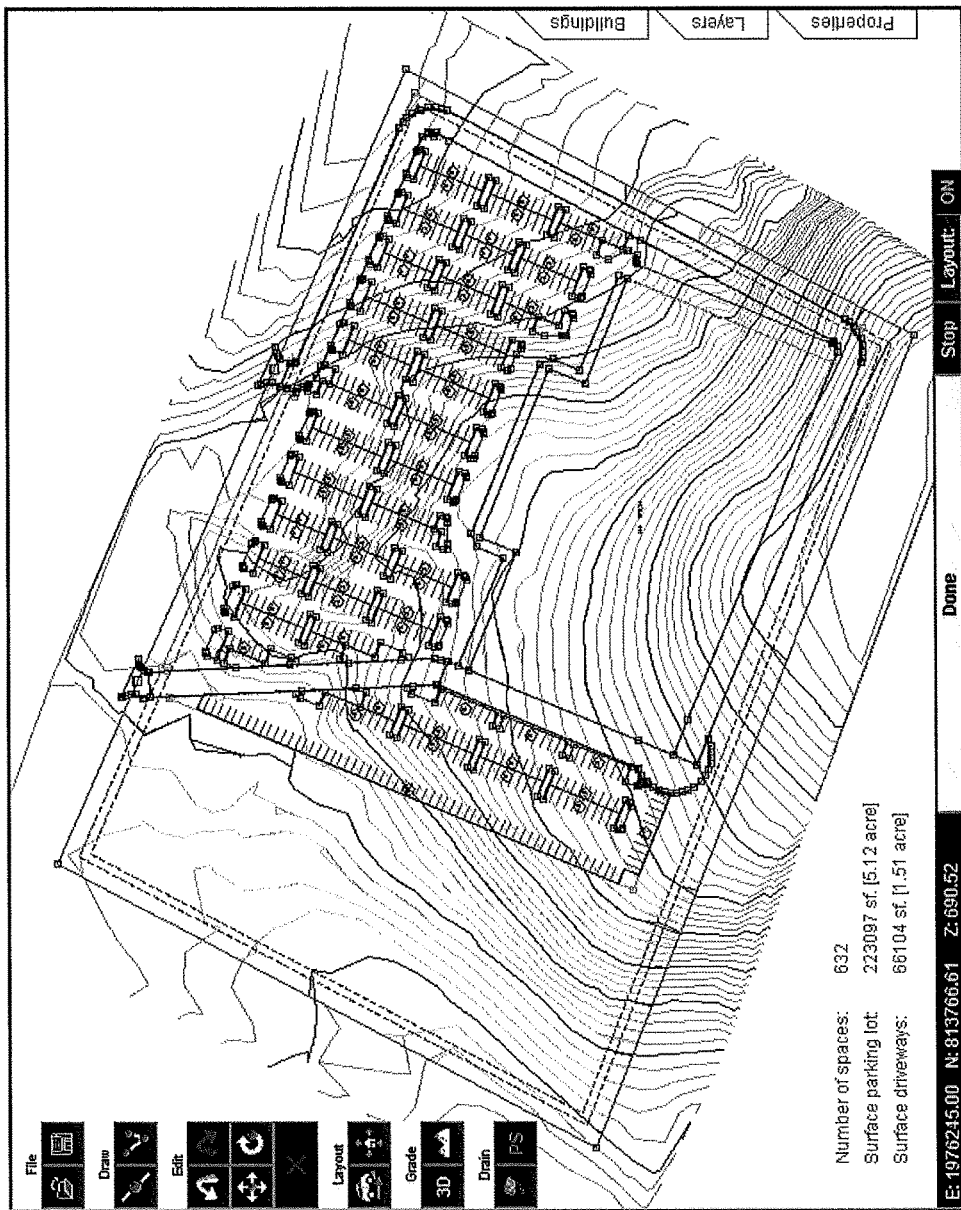 File
Draw
Edit
Layout
Grade
3D
Drain
PS
Number of spaces: 632
Surface parking lot: 223097 sf. [5.12 acre]
Surface driveways: 66104 sf. [1.51 acre]
E: 1976245.00 N: 813766.61 Z: 690.52
Done
Stop
Layout: ON
Properties
Layers
Buildings